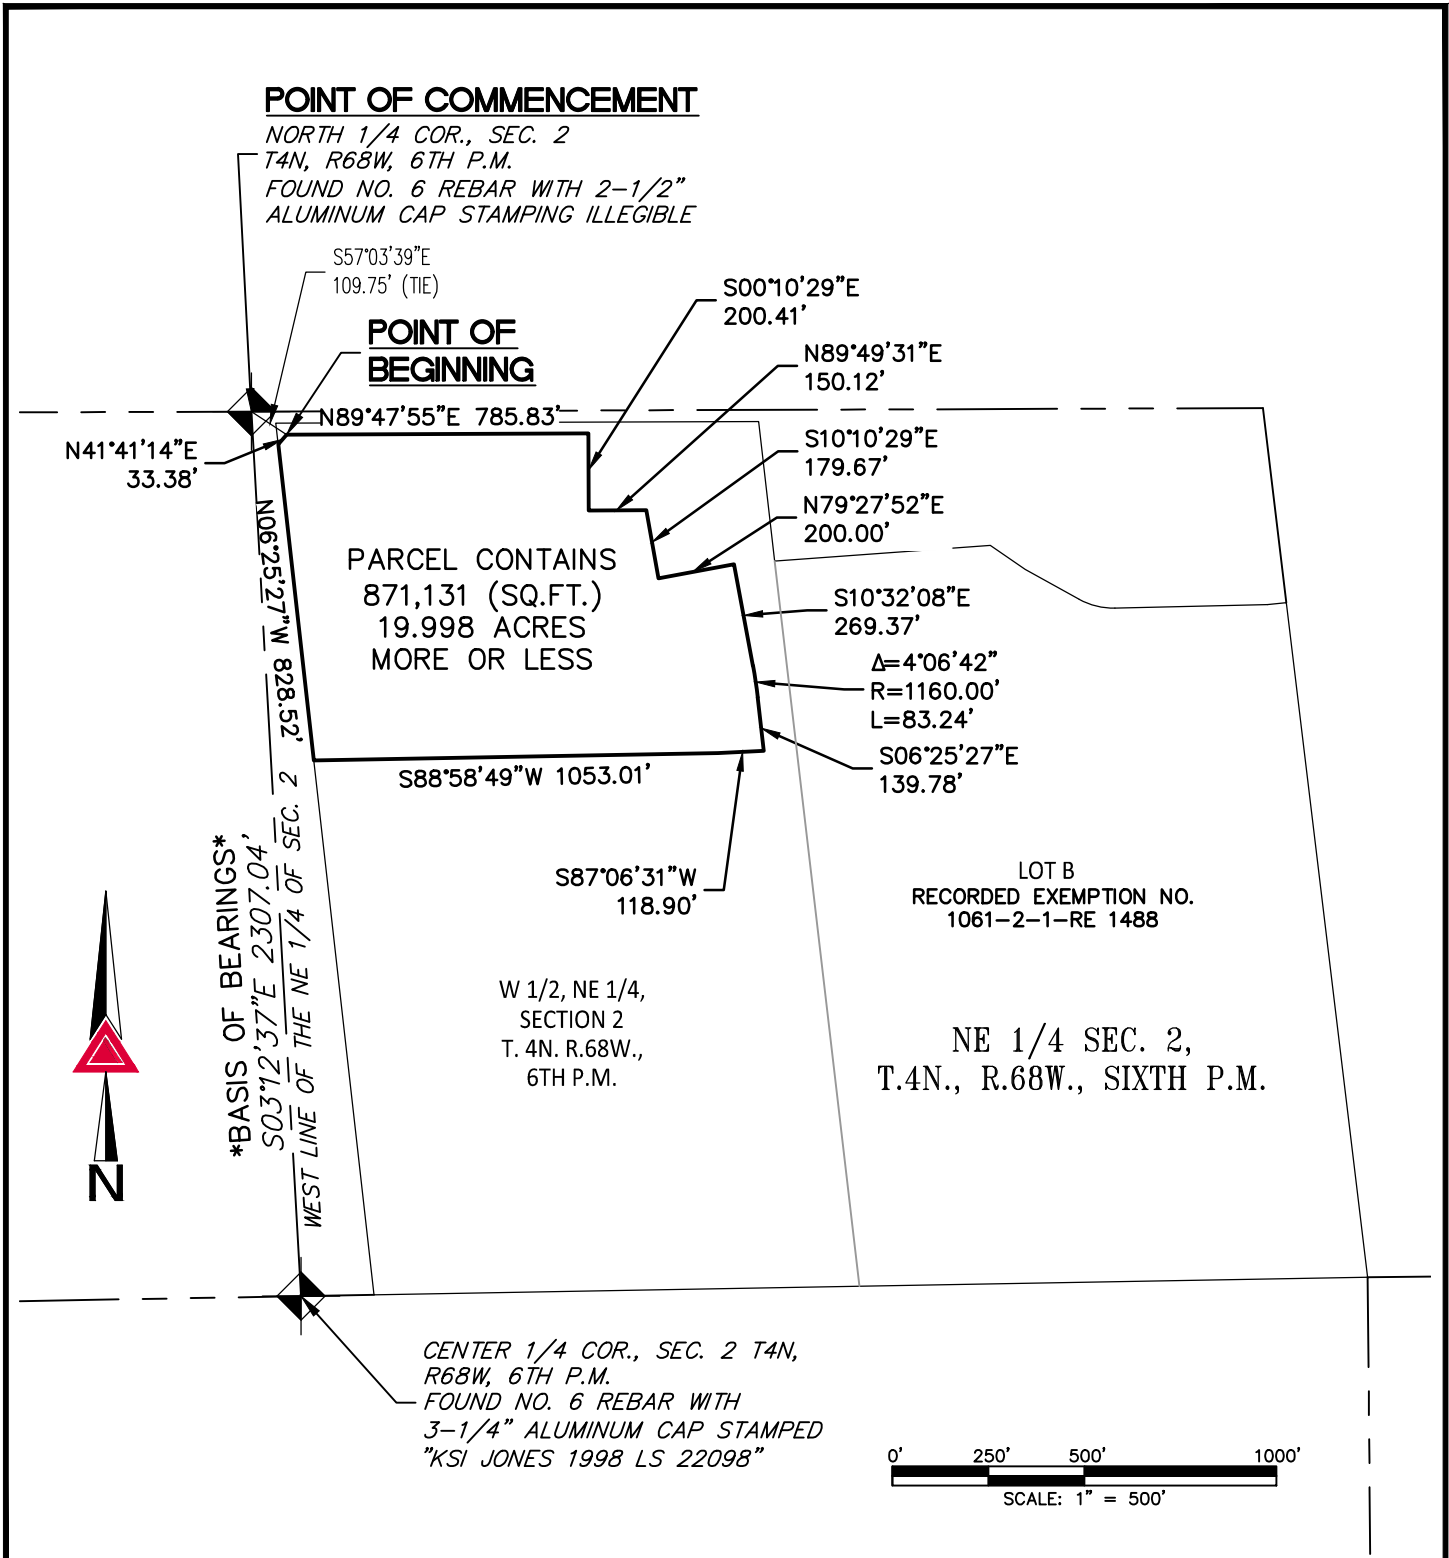 POINT OF COMMENCEMENT
NORTH 1/4 COR., SEC. 2
T4N, R68W, 6TH P.M.
FOUND NO. 6 REBAR WITH 2-1/2"
ALUMINUM CAP STAMPING ILLEGIBLE
S57°03'39"E
109.75' (TIE)
POINT OF
BEGINNING
S00°10'29"E
200.41'
N89°49'31"E
150.12'
N89°47'55"E 785.83'
N41°41'14"E
33.38'
S10°10'29"E
179.67'
N79°27'52"E
200.00'
N06°25'27"W 828.52'
PARCEL CONTAINS
871,131 (SQ.FT.)
19.998 ACRES
MORE OR LESS
S10°32'08"E
269.37'
Δ=4°06'42"
R=1160.00'
L=83.24'
S06°25'27"E
139.78'
S88°58'49"W 1053.01'
S87°06'31"W
118.90'
*BASIS OF BEARINGS*
S03°12'37"E 2307.04'
WEST LINE OF THE NE 1/4 OF SEC. 2
LOT B
RECORDED EXEMPTION NO.
1061-2-1-RE 1488
W 1/2, NE 1/4,
SECTION 2
T. 4N. R.68W.,
6TH P.M.
NE 1/4 SEC. 2,
T.4N., R.68W., SIXTH P.M.
N
CENTER 1/4 COR., SEC. 2 T4N,
R68W, 6TH P.M.
FOUND NO. 6 REBAR WITH
3-1/4" ALUMINUM CAP STAMPED
"KSI JONES 1998 LS 22098"
0' 250' 500' 1000'
SCALE: 1" = 500'